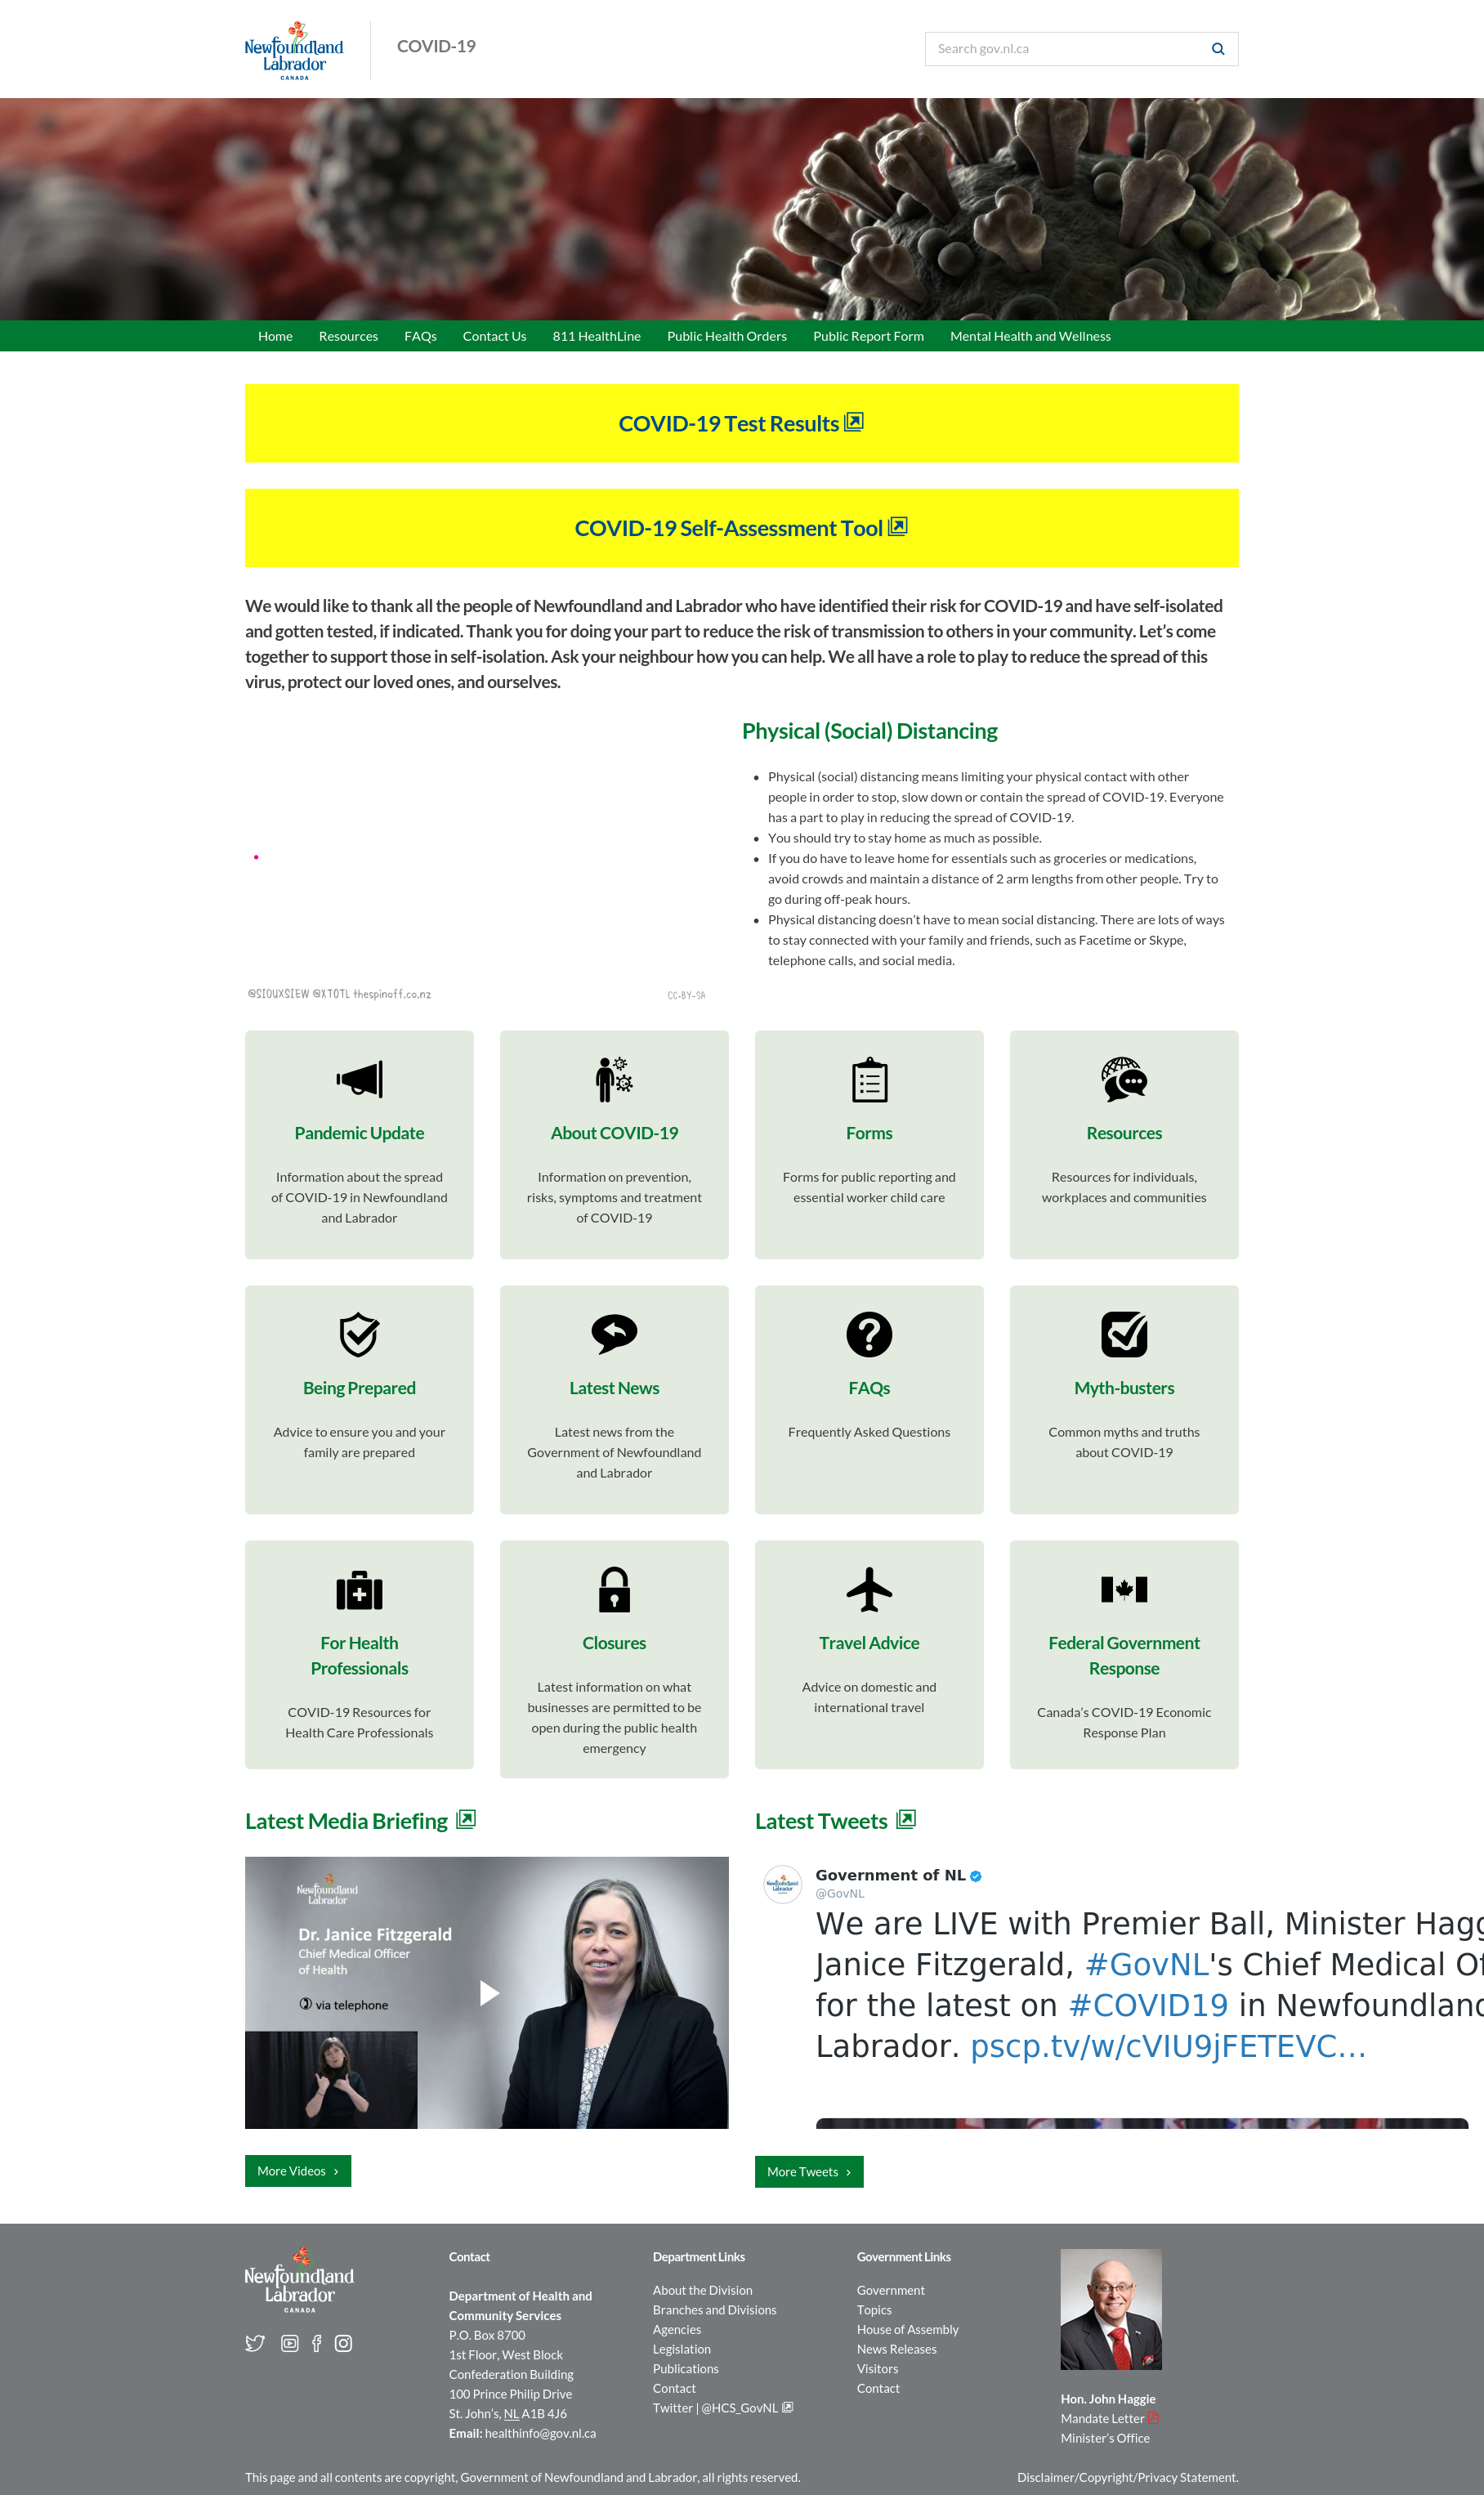 Newfoundland
Labrador
CANADA
COVID-19
Search gov.nl.ca
Home Resources FAQs Contact Us 811 HealthLine Public Health Orders Public Report Form Mental Health and Wellness
COVID-19 Test Results
COVID-19 Self-Assessment Tool
We would like to thank all the people of Newfoundland and Labrador who have identified their risk for COVID-19 and have self-isolated
and gotten tested, if indicated. Thank you for doing your part to reduce the risk of transmission to others in your community. Let’s come
together to support those in self-isolation. Ask your neighbour how you can help. We all have a role to play to reduce the spread of this
virus, protect our loved ones, and ourselves.
@SIOUXSIEW @XTOTL thespinoff.co.nz
CC-BY-SA
Physical (Social) Distancing
Physical (social) distancing means limiting your physical contact with other
people in order to stop, slow down or contain the spread of COVID-19. Everyone
has a part to play in reducing the spread of COVID-19.
You should try to stay home as much as possible.
If you do have to leave home for essentials such as groceries or medications,
avoid crowds and maintain a distance of 2 arm lengths from other people. Try to
go during off-peak hours.
Physical distancing doesn’t have to mean social distancing. There are lots of ways
to stay connected with your family and friends, such as Facetime or Skype,
telephone calls, and social media.
Pandemic Update
Information about the spread
of COVID-19 in Newfoundland
and Labrador
About COVID-19
Information on prevention,
risks, symptoms and treatment
of COVID-19
Forms
Forms for public reporting and
essential worker child care
Resources
Resources for individuals,
workplaces and communities
Being Prepared
Advice to ensure you and your
family are prepared
Latest News
Latest news from the
Government of Newfoundland
and Labrador
FAQs
Frequently Asked Questions
Myth-busters
Common myths and truths
about COVID-19
For Health
Professionals
COVID-19 Resources for
Health Care Professionals
Closures
Latest information on what
businesses are permitted to be
open during the public health
emergency
Travel Advice
Advice on domestic and
international travel
Federal Government
Response
Canada’s COVID-19 Economic
Response Plan
Latest Media Briefing
Newfoundland
Labrador
Dr. Janice Fitzgerald
Chief Medical Officer
of Health
via telephone
More Videos
Latest Tweets
Newfoundland
Labrador
Government of NL
@GovNL
We are LIVE with Premier Ball, Minister Hagg
Janice Fitzgerald, #GovNL's Chief Medical Of
for the latest on #COVID19 in Newfoundland
Labrador. pscp.tv/w/cVIU9jFETEVC…
More Tweets
Newfoundland
Labrador
CANADA
Contact
Department of Health and
Community Services
P.O. Box 8700
1st Floor, West Block
Confederation Building
100 Prince Philip Drive
St. John’s, NL A1B 4J6
Email: healthinfo@gov.nl.ca
Department Links
About the Division
Branches and Divisions
Agencies
Legislation
Publications
Contact
Twitter | @HCS_GovNL
Government Links
Government
Topics
House of Assembly
News Releases
Visitors
Contact
Hon. John Haggie
Mandate Letter
Minister’s Office
This page and all contents are copyright, Government of Newfoundland and Labrador, all rights reserved.
Disclaimer/Copyright/Privacy Statement.